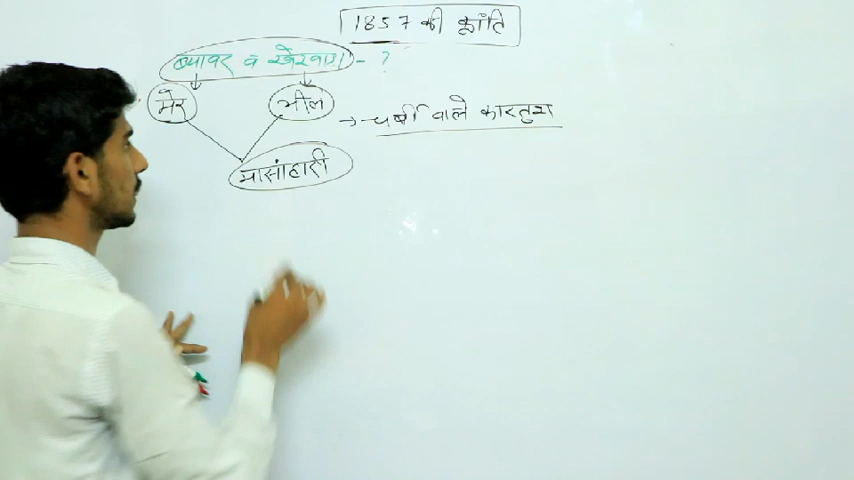 1857 की क्रांति
ब्यावर व खेरवाड़ा - ?
मेर
भील
→ चर्बी वाले कारतुस
मासांहारी